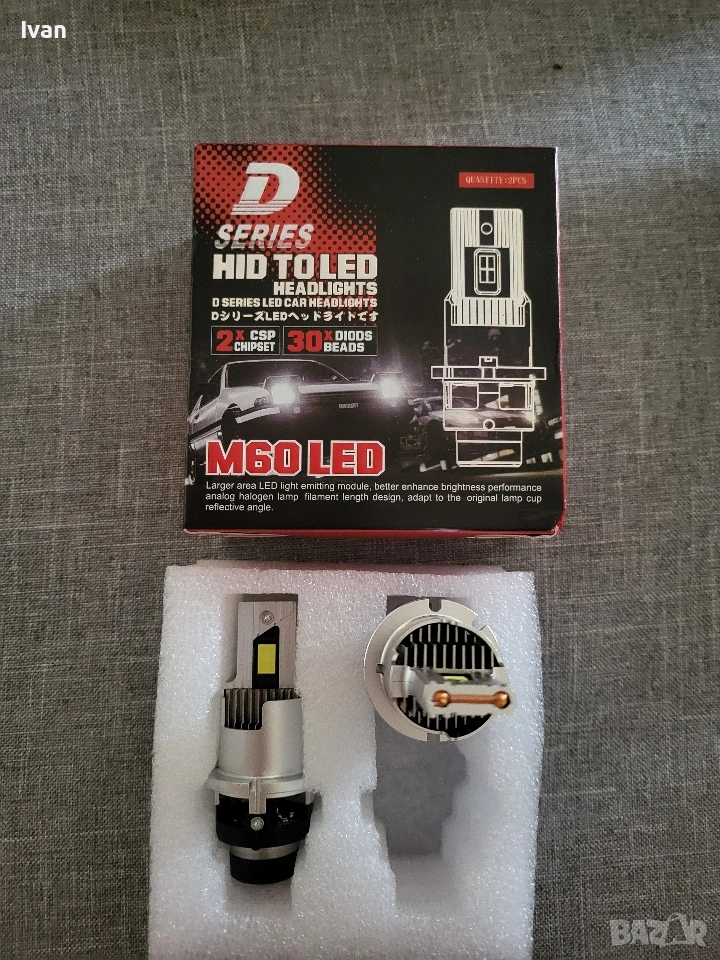 Ivan
D
SERIES
QUANTITY:2PCS
HID TO LED
HEADLIGHTS
D SERIES LED CAR HEADLIGHTS
DシリーズLEDヘッドライトです
2X CSP CHIPSET 30X DIODS BEADS
M60 LED
Larger area LED light emitting module, better enhance brightness performance
analog halogen lamp filament length design, adapt to the original lamp cup
reflective angle.
BAZAR